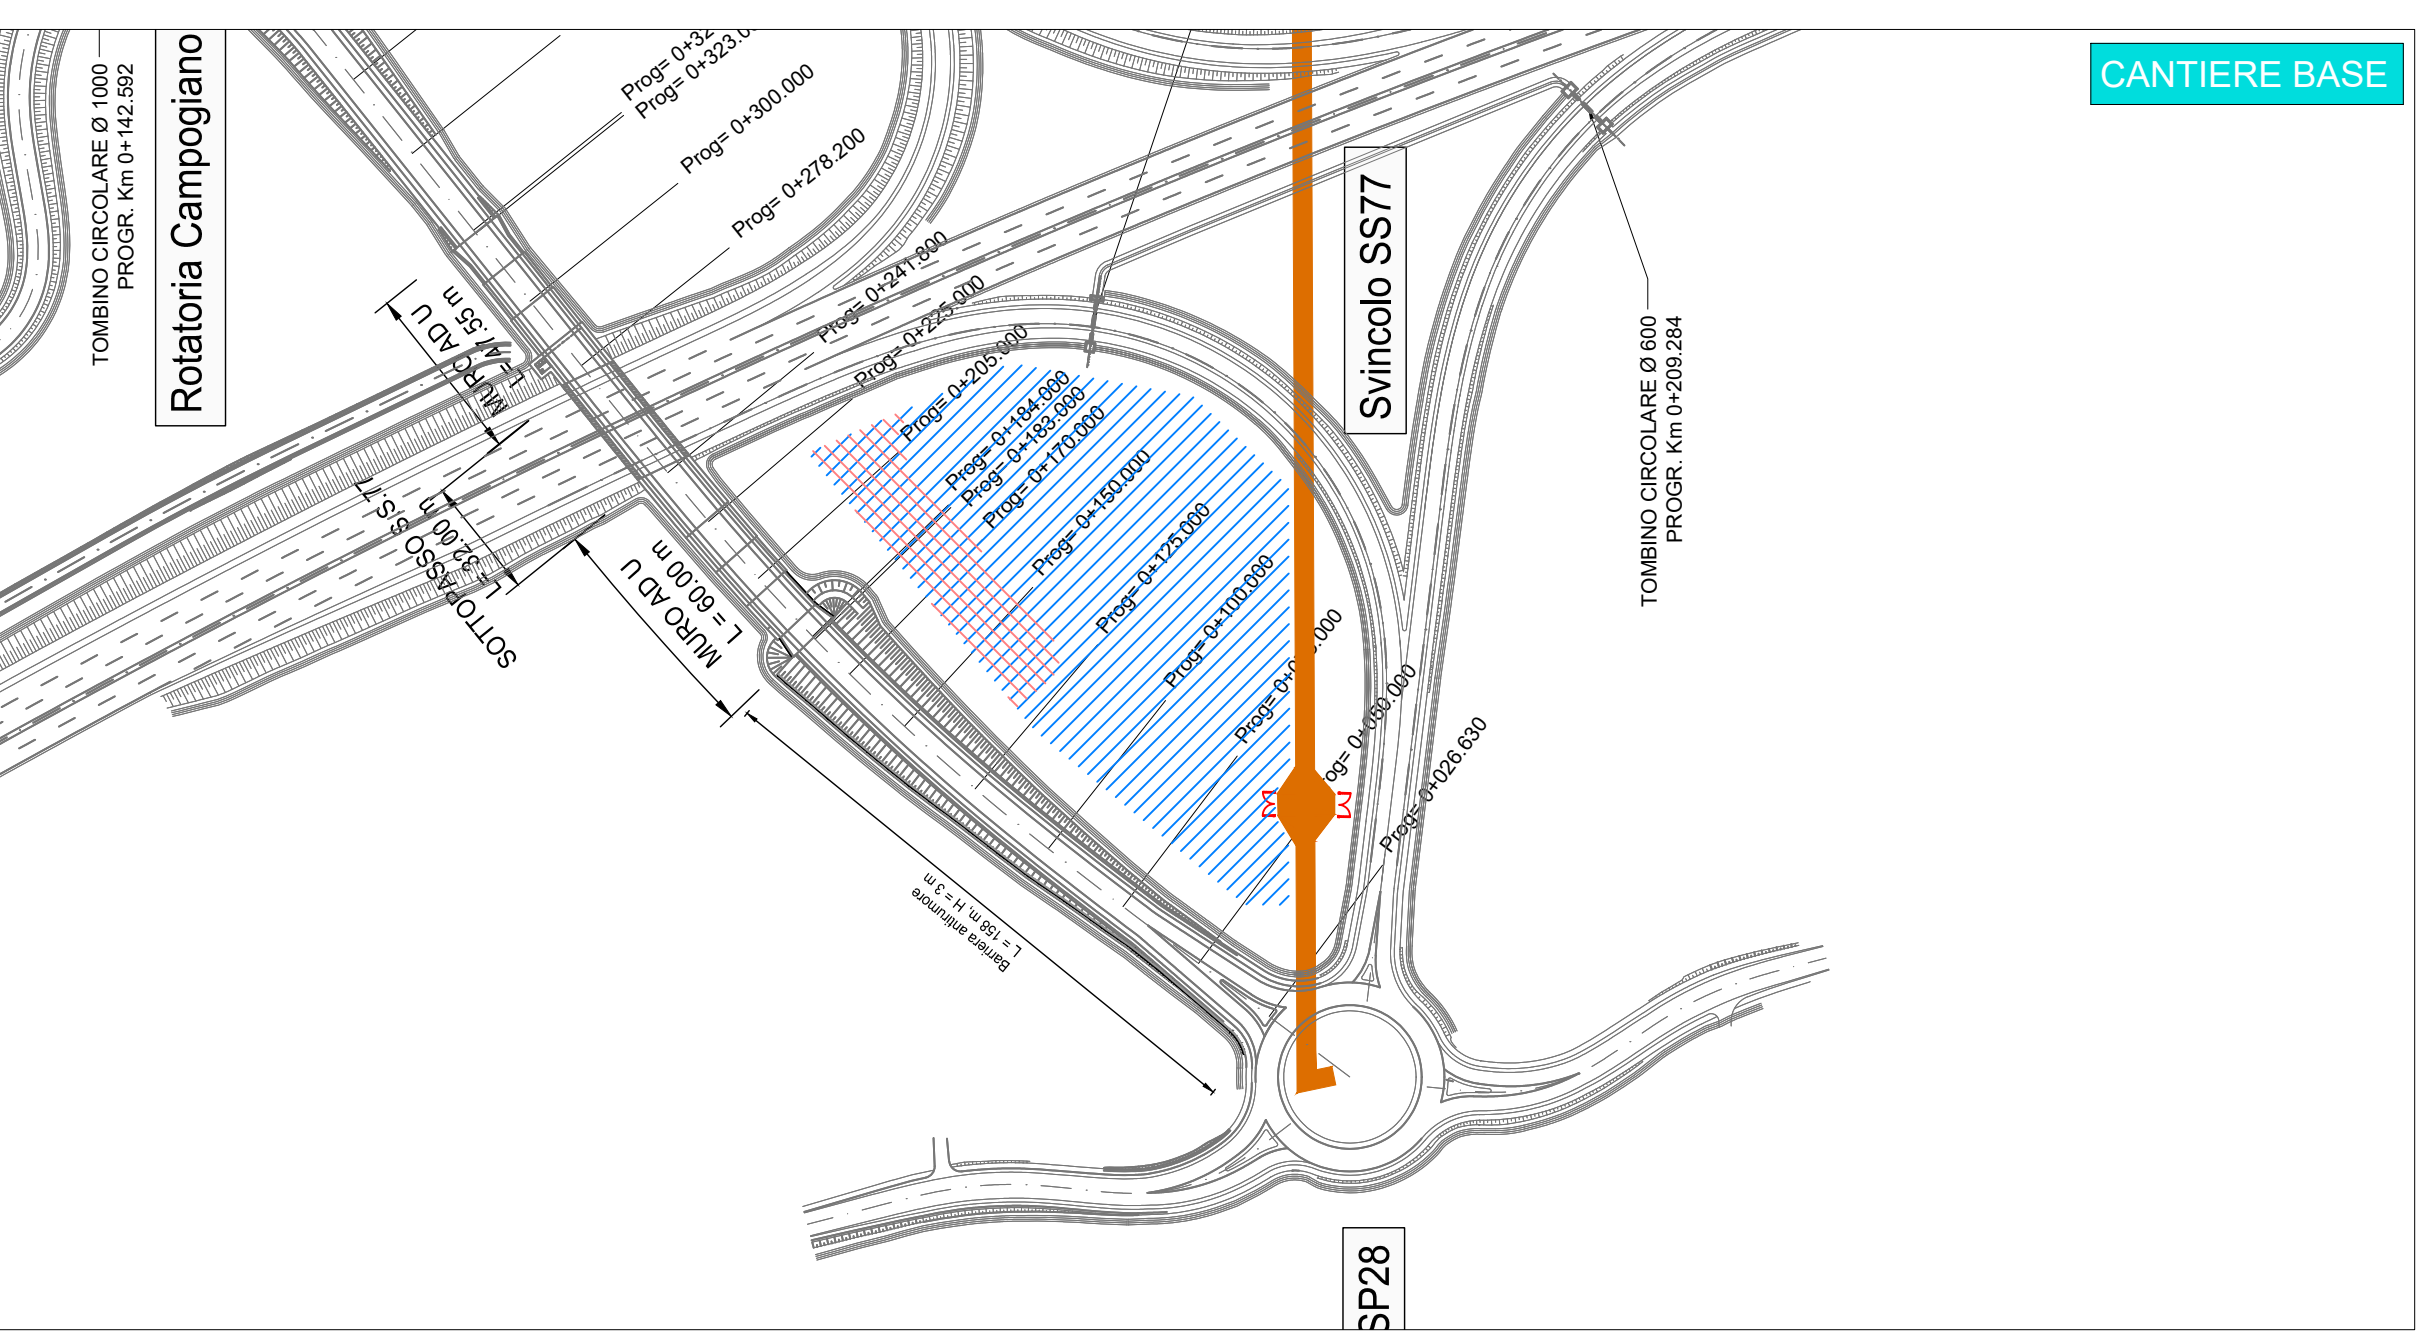 CANTIERE BASE
TOMBINO CIRCOLARE Ø 1000
PROGR. Km 0+142.592
Rotatoria Campogiano
Prog= 0+300.000
Prog= 0+278.200
Prog= 0+241.800
Prog= 0+225.000
Prog= 0+205.000
Prog= 0+184.000
Prog= 0+183.000
Prog= 0+170.000
Prog= 0+150.000
Prog= 0+125.000
Prog= 0+100.000
Prog= 0+050.000
Prog= 0+026.630
MURO AD U
L= 47.55 m
SOTTOPASSO S.S.77
L= 32.00 m
MURO AD U
L= 60.00 m
Barriera antirumore
L = 158 m, H = 3 m
Svincolo SS77
TOMBINO CIRCOLARE Ø 600
PROGR. Km 0+209.284
SP28